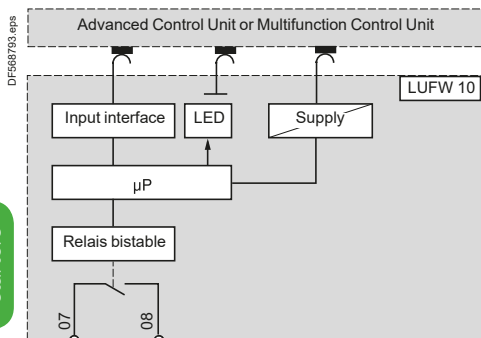 Advanced Control Unit or Multifunction Control Unit
DF568793.eps
LUFW 10
Input interface
LED
Supply
µP
Relais bistable
07
08